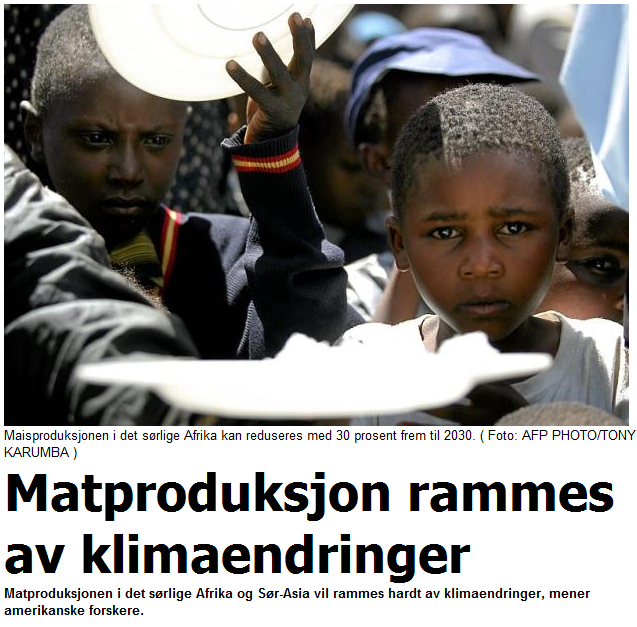 Maisproduksjonen i det sørlige Afrika kan reduseres med 30 prosent frem til 2030. ( Foto: AFP PHOTO/TONY
KARUMBA )
Matproduksjon rammes
av klimaendringer
Matproduksjonen i det sørlige Afrika og Sør-Asia vil rammes hardt av klimaendringer, mener
amerikanske forskere.